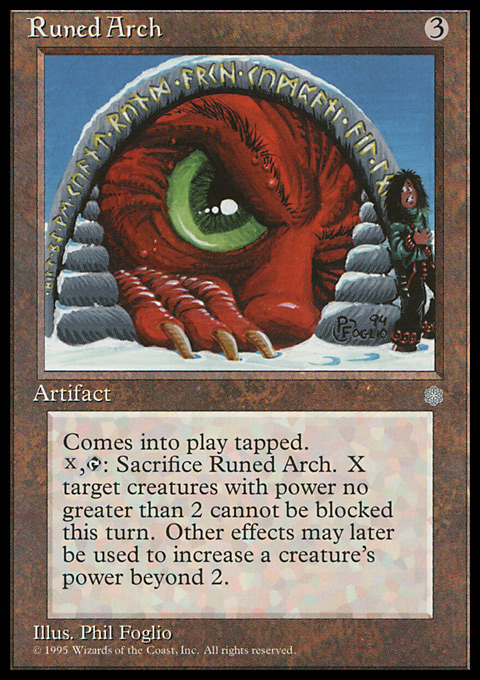 Runed Arch
3
94
FOGLIO
Artifact
Comes into play tapped.
X,: Sacrifice Runed Arch. X
target creatures with power no
greater than 2 cannot be blocked
this turn. Other effects may later
be used to increase a creature's
power beyond 2.
Illus. Phil Foglio
© 1995 Wizards of the Coast, Inc. All rights reserved.